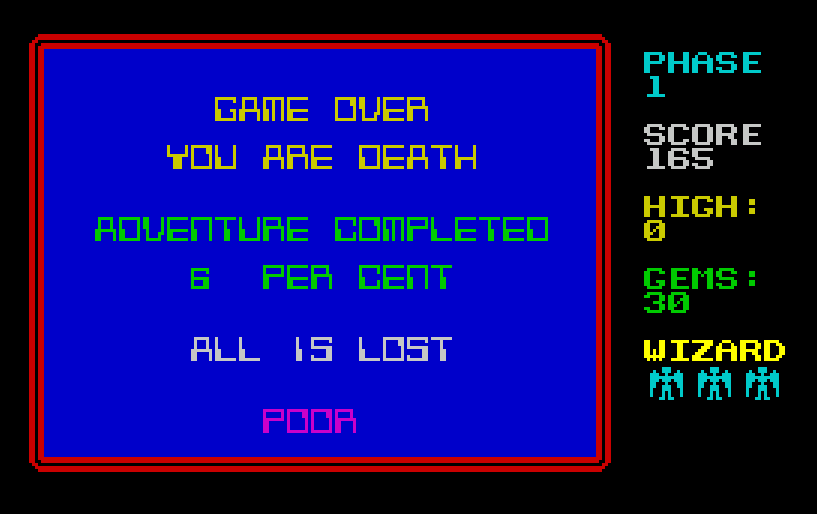 GAME OVER
YOU ARE DEATH
ADVENTURE COMPLETED
6 PER CENT
ALL IS LOST
POOR
PHASE
1
SCORE
165
HIGH:
0
GEMS:
30
WIZARD